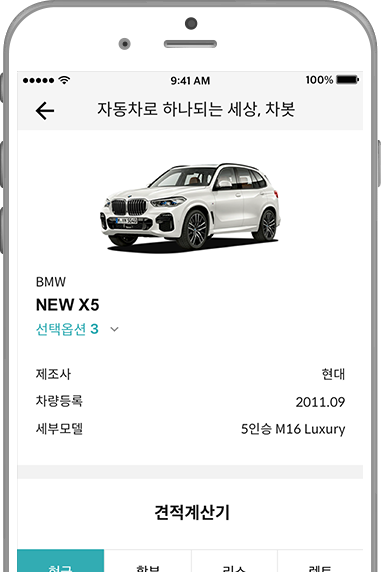 9:41 AM
100%
자동차로 하나되는 세상, 차봇
BMW
NEW X5
선택옵션 3
제조사 현대
차량등록 2011.09
세부모델 5인승 M16 Luxury
견적계산기
현금 할부 리스 렌트